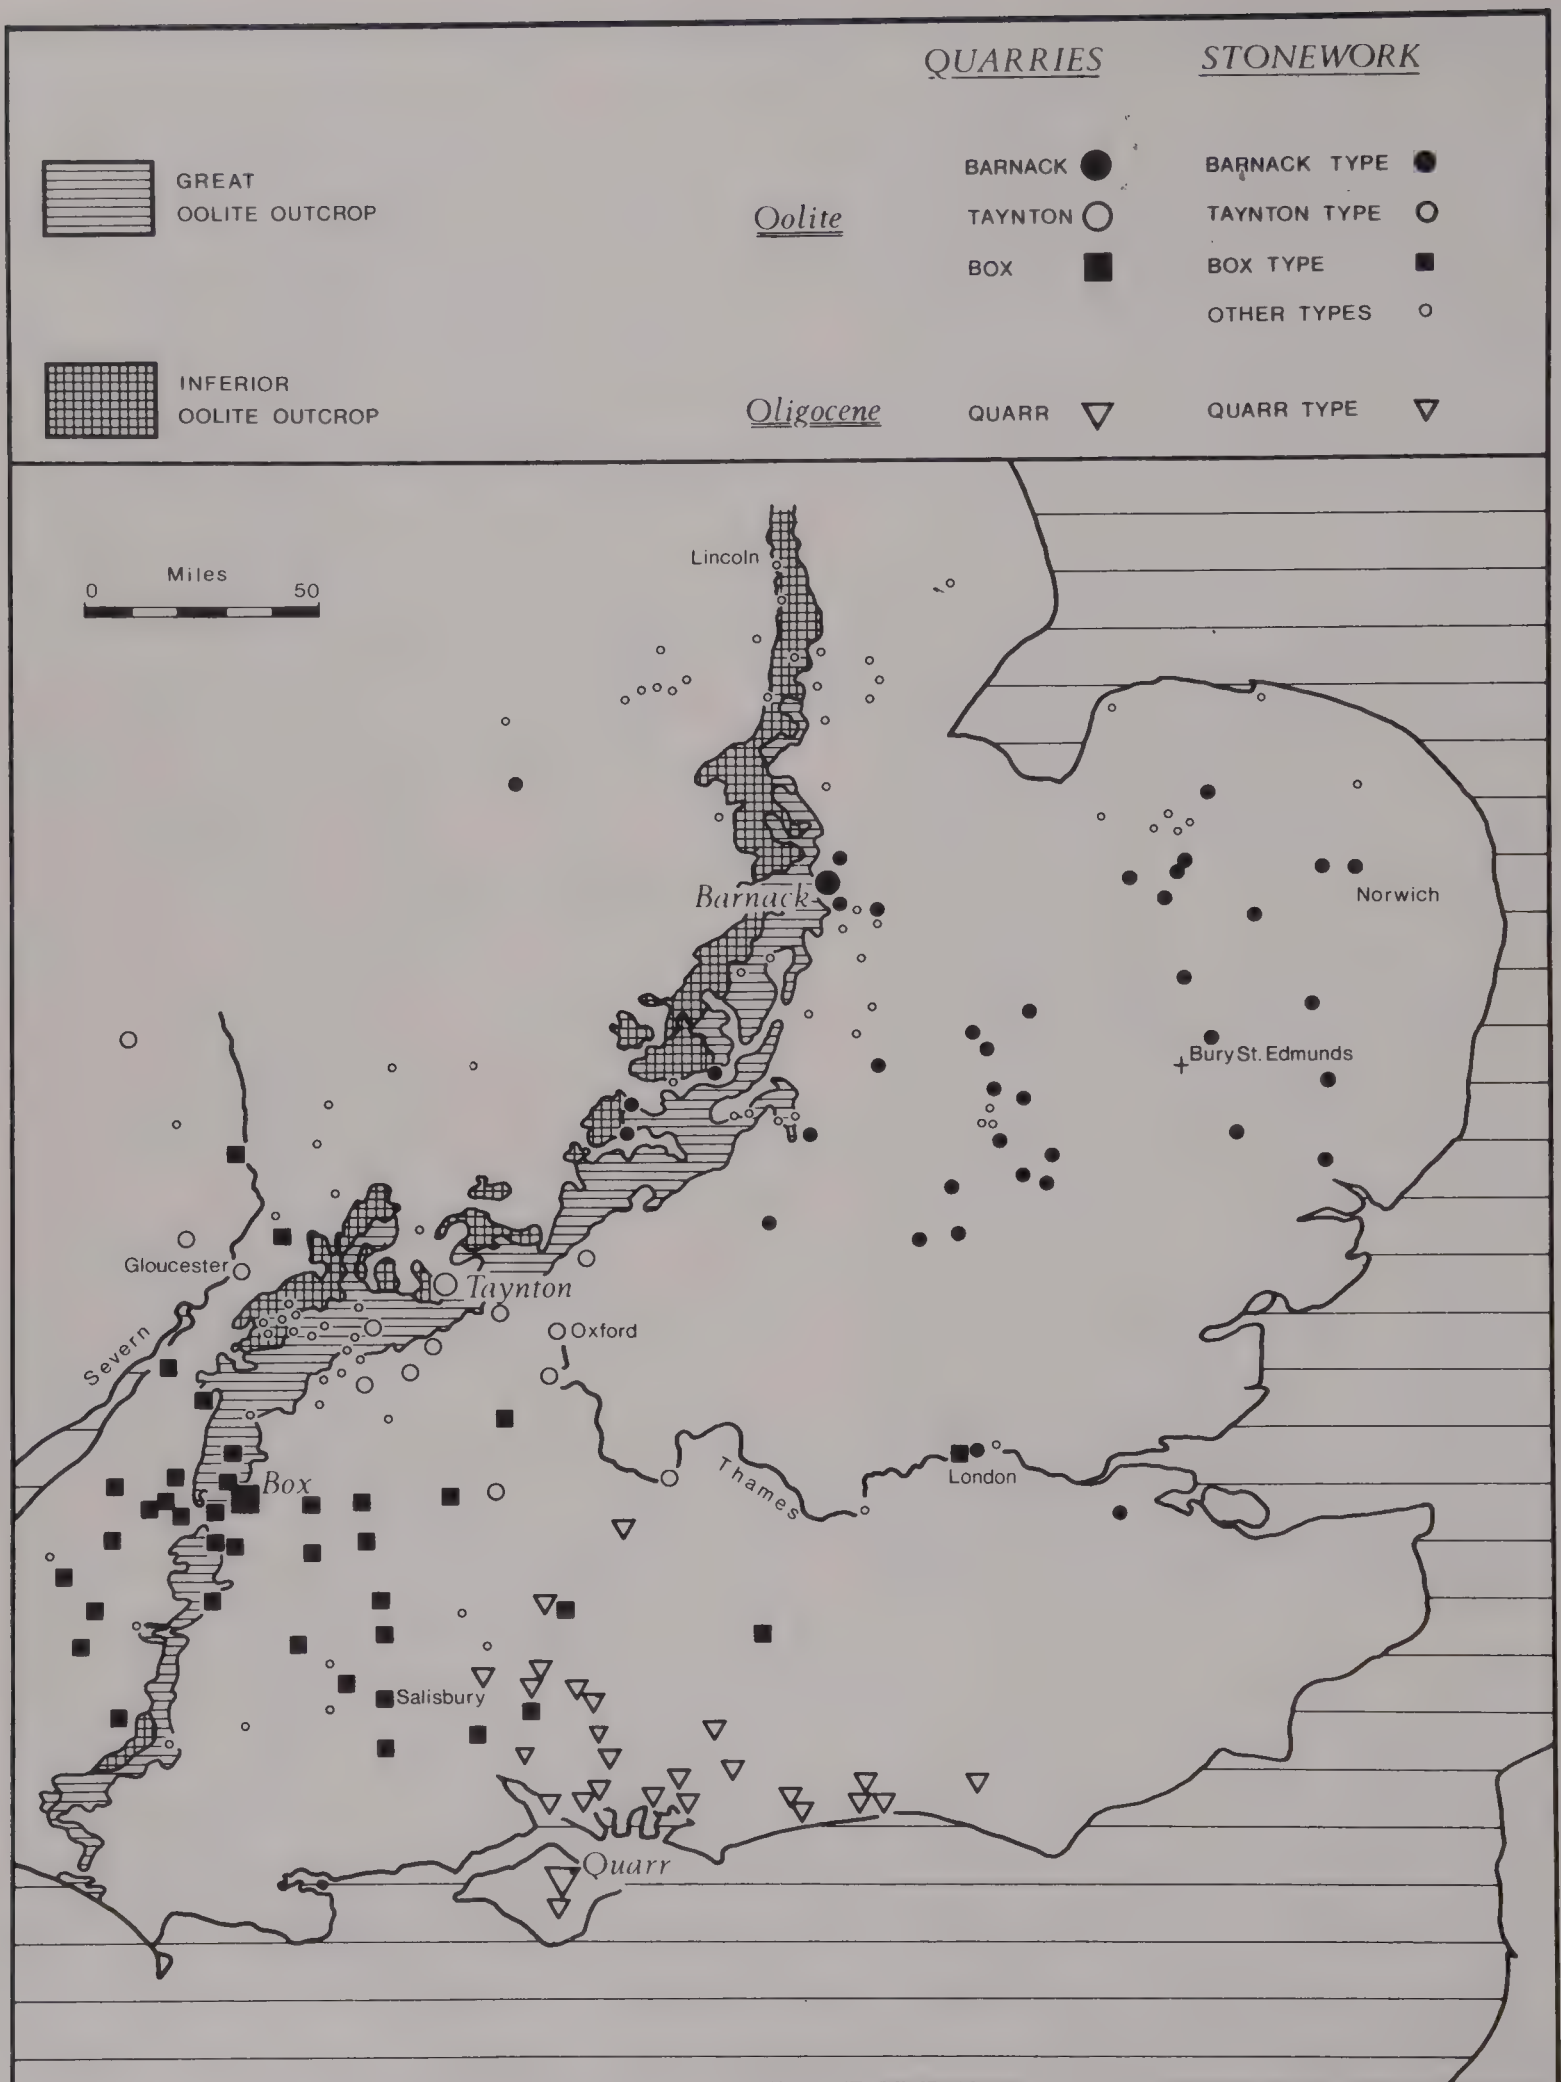 QUARRIES STONEWORK
GREAT
OOLITE OUTCROP
INFERIOR
OOLITE OUTCROP
Oolite
BARNACK
TAYNTON
BOX
BARNACK TYPE
TAYNTON TYPE
BOX TYPE
OTHER TYPES
Oligocene
QUARR
QUARR TYPE
Miles
0 50
Lincoln
Barnack
Norwich
Bury St. Edmunds
Gloucester
Taynton
Oxford
Severn
Box
Thames
London
Salisbury
Quarr